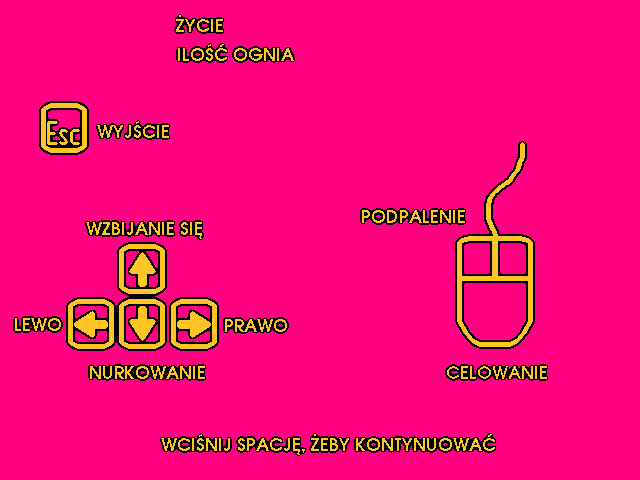 ŻYCIE
ILOŚĆ OGNIA
Esc WYJŚCIE
PODPALENIE
WZBIJANIE SIĘ
LEWO PRAWO
NURKOWANIE
CELOWANIE
WCIŚNIJ SPACJĘ, ŻEBY KONTYNUOWAĆ